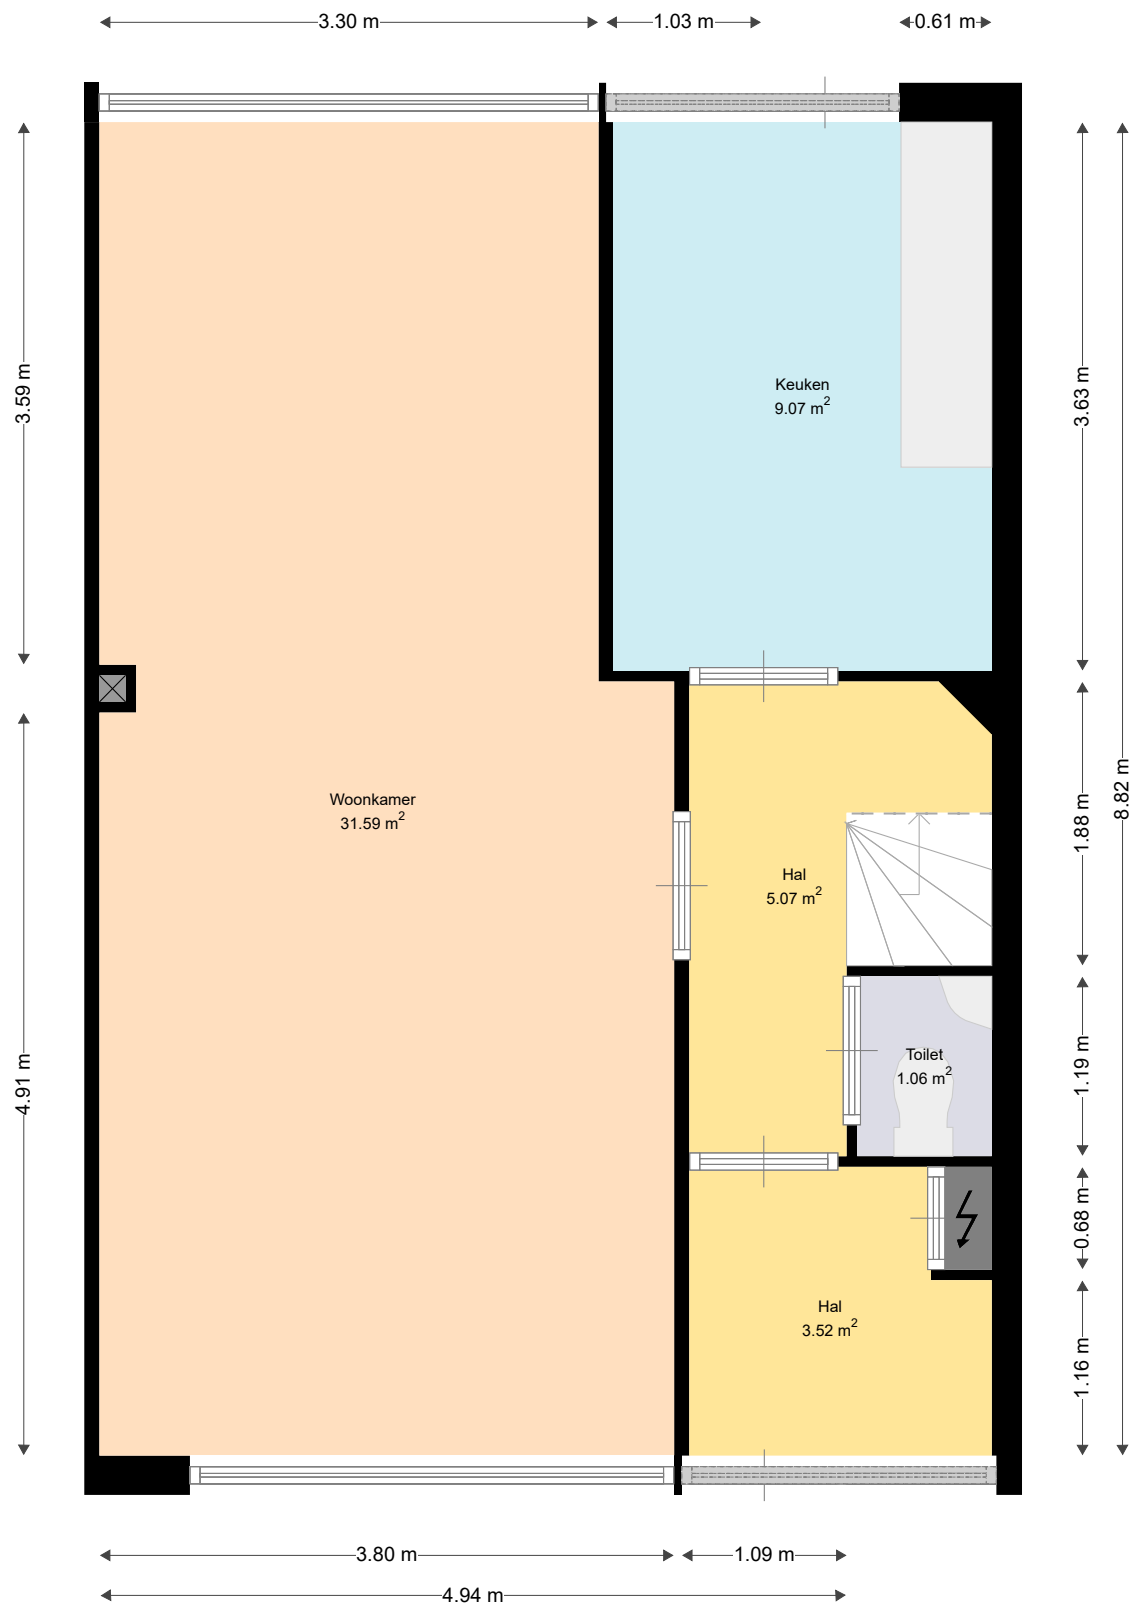 3.30 m
1.03 m
0.61 m
3.59 m
3.63 m
Keuken
9.07 m²
8.82 m
Woonkamer
31.59 m²
1.88 m
Hal
5.07 m²
4.91 m
Toilet
1.06 m²
1.19 m
0.68 m
Hal
3.52 m²
1.16 m
3.80 m
1.09 m
4.94 m